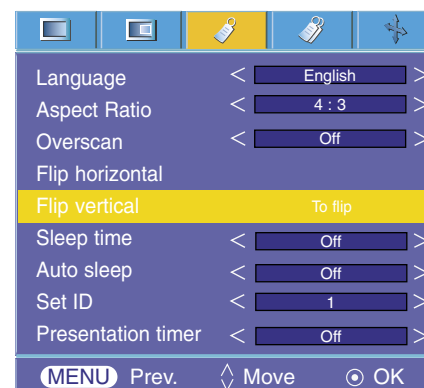 Language < English >
Aspect Ratio < 4 : 3 >
Overscan < Off >
Flip horizontal
Flip vertical To flip
Sleep time < Off >
Auto sleep < Off >
Set ID < 1 >
Presentation timer < Off >
MENU Prev. Move OK